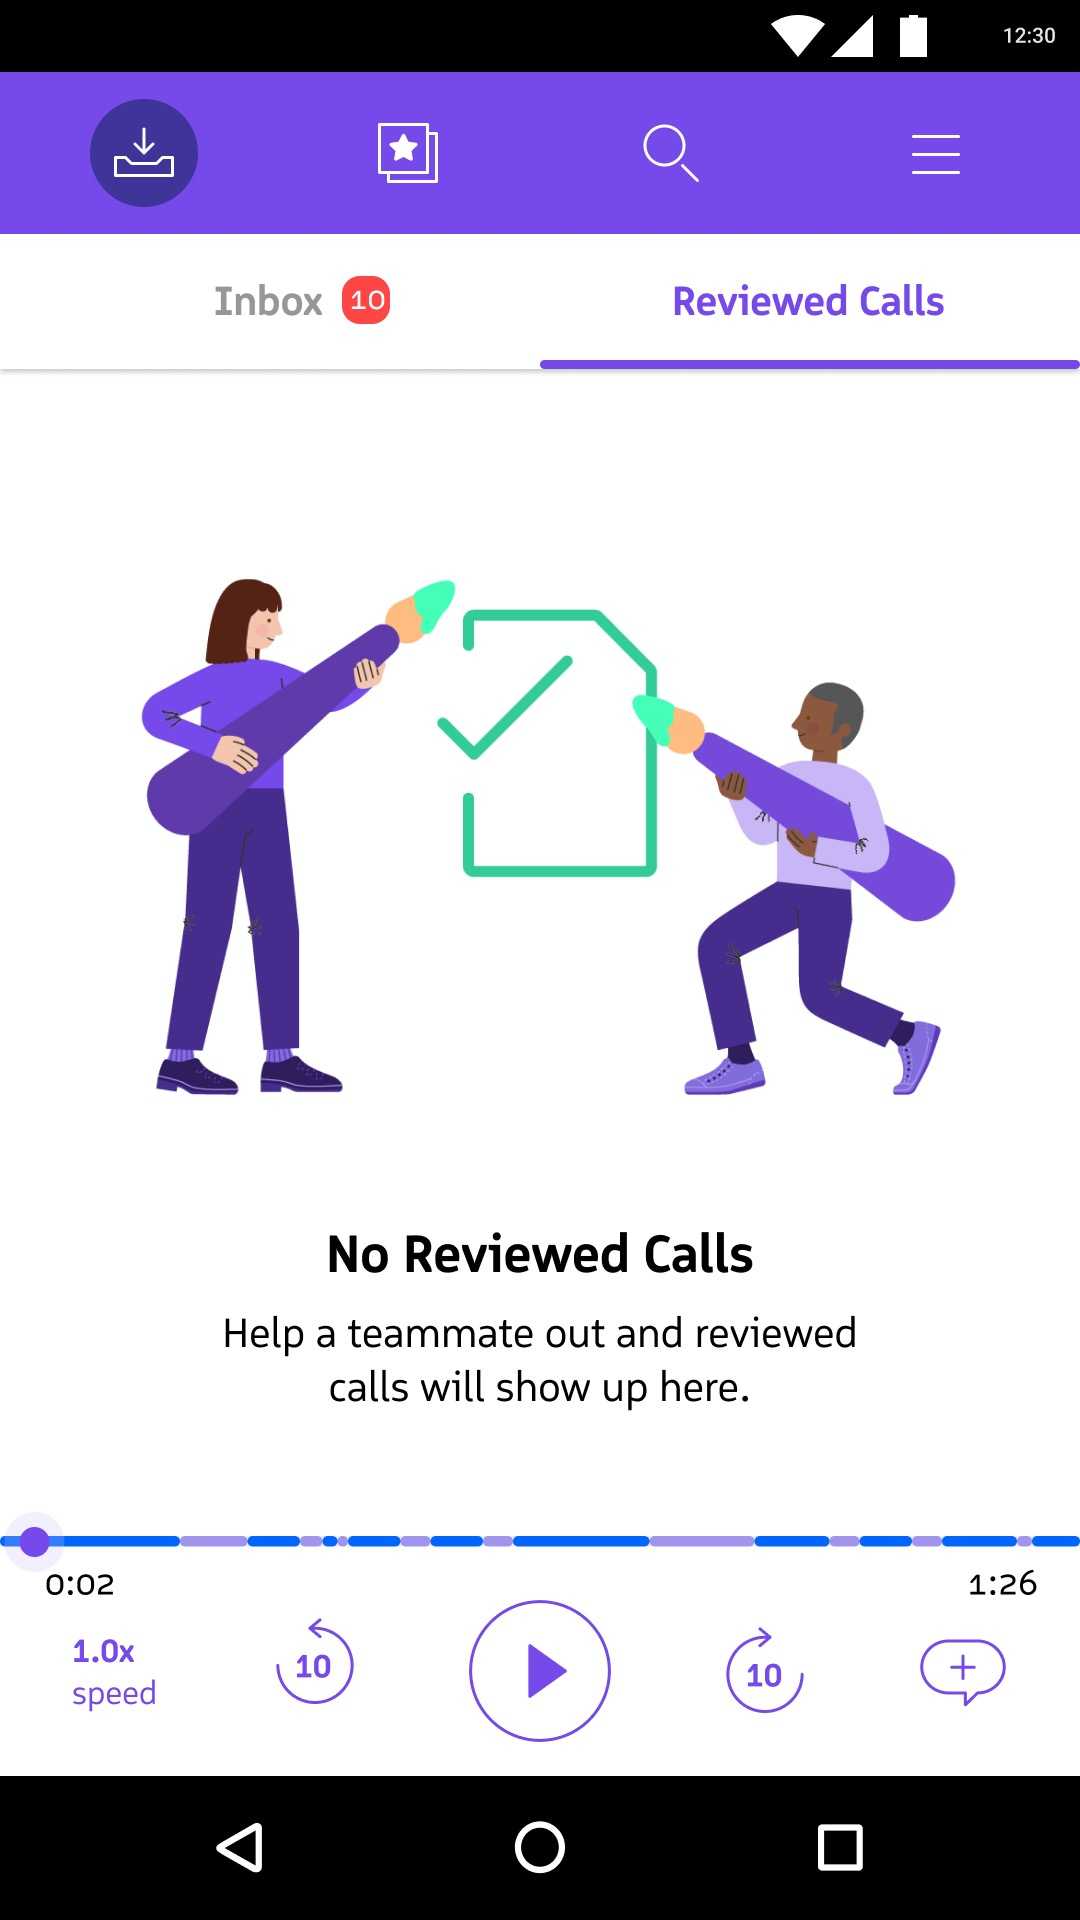 12:30
Inbox 10
Reviewed Calls
No Reviewed Calls
Help a teammate out and reviewed
calls will show up here.
0:02
1:26
1.0x
speed
10
10